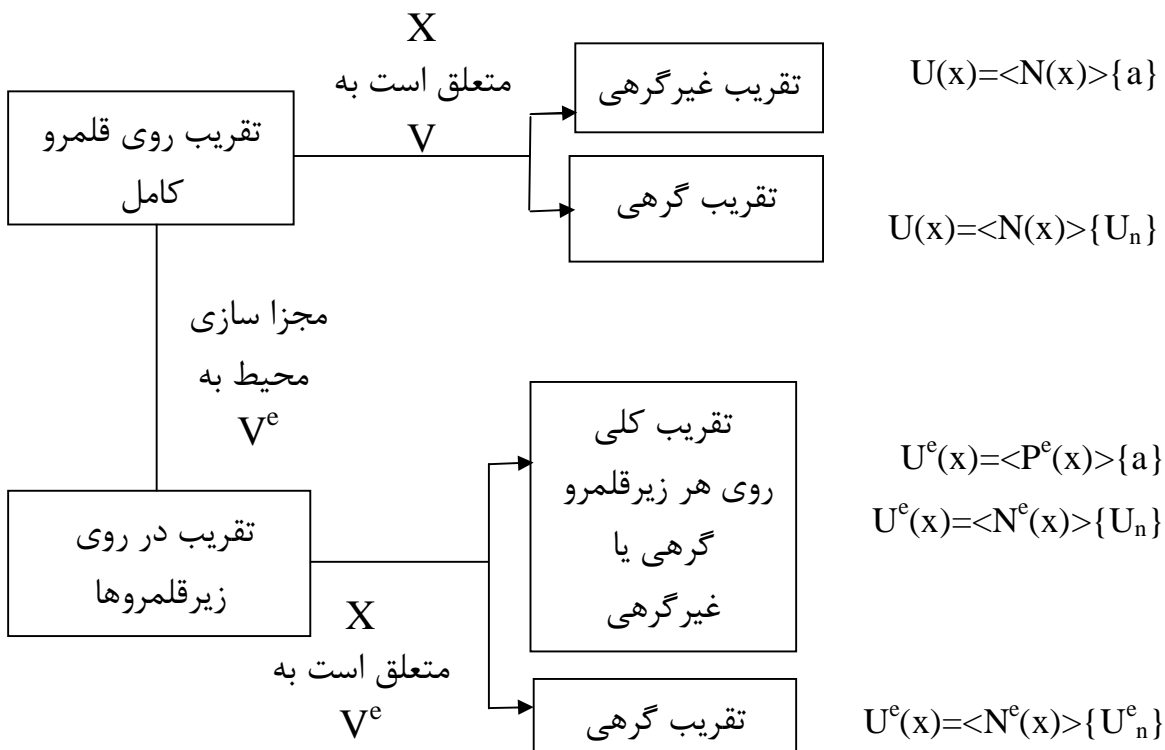 X
متعلق است به
V
تقریب غیرگرهی
U(x)=<N(x)>{a}
تقریب روی قلمرو
کامل
تقریب گرهی
U(x)=<N(x)>{Uₙ}
مجزا سازی
محیط به
Vᵉ
تقریب کلی
روی هر زیرقلمرو
گرهی یا
غیرگرهی
Uᵉ(x)=<Pᵉ(x)>{a}
Uᵉ(x)=<Nᵉ(x)>{Uₙ}
تقریب در روی
زیرقلمروها
X
متعلق است به
Vᵉ
تقریب گرهی
Uᵉ(x)=<Nᵉ(x)>{Uᵉₙ}